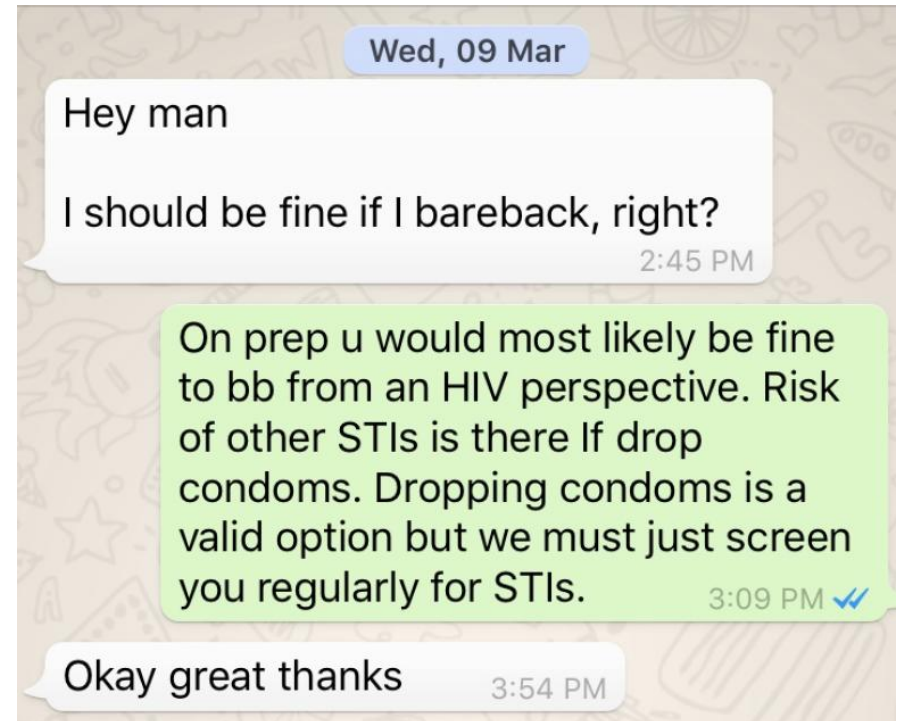 Wed, 09 Mar
Hey man
I should be fine if I bareback, right?
2:45 PM
On prep u would most likely be fine
to bb from an HIV perspective. Risk
of other STIs is there If drop
condoms. Dropping condoms is a
valid option but we must just screen
you regularly for STIs.
3:09 PM
Okay great thanks
3:54 PM